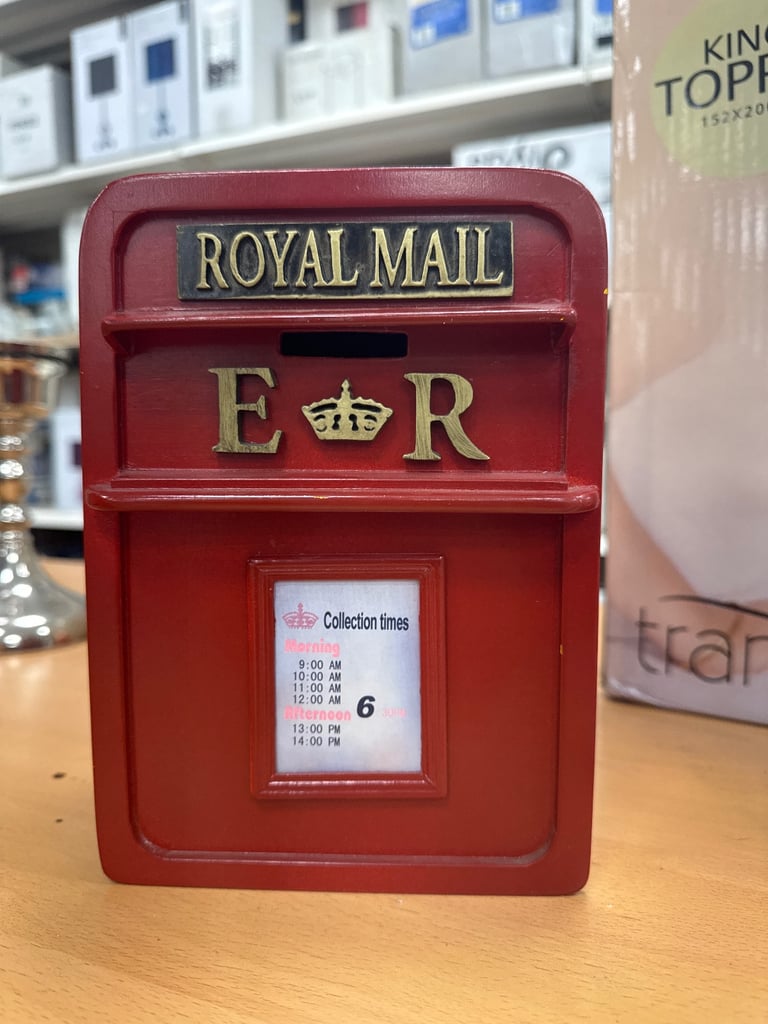 KING
TOPP
152X20
ROYAL MAIL
E R
Collection times
Morning
9:00 AM
10:00 AM
11:00 AM
12:00 AM
Afternoon 6
13:00 PM
14:00 PM
tran